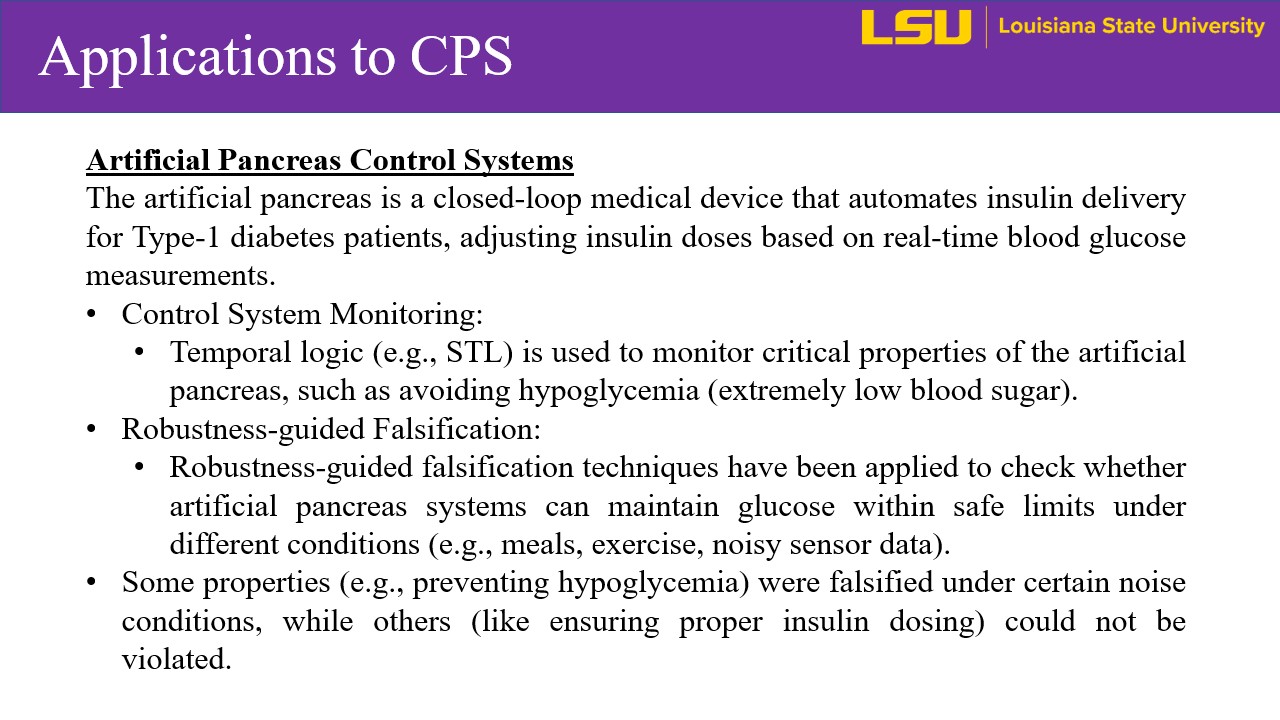 Applications to CPS
LSU | Louisiana State University
Artificial Pancreas Control Systems
The artificial pancreas is a closed-loop medical device that automates insulin delivery
for Type-1 diabetes patients, adjusting insulin doses based on real-time blood glucose
measurements.
• Control System Monitoring:
• Temporal logic (e.g., STL) is used to monitor critical properties of the artificial
pancreas, such as avoiding hypoglycemia (extremely low blood sugar).
• Robustness-guided Falsification:
• Robustness-guided falsification techniques have been applied to check whether
artificial pancreas systems can maintain glucose within safe limits under
different conditions (e.g., meals, exercise, noisy sensor data).
• Some properties (e.g., preventing hypoglycemia) were falsified under certain noise
conditions, while others (like ensuring proper insulin dosing) could not be
violated.